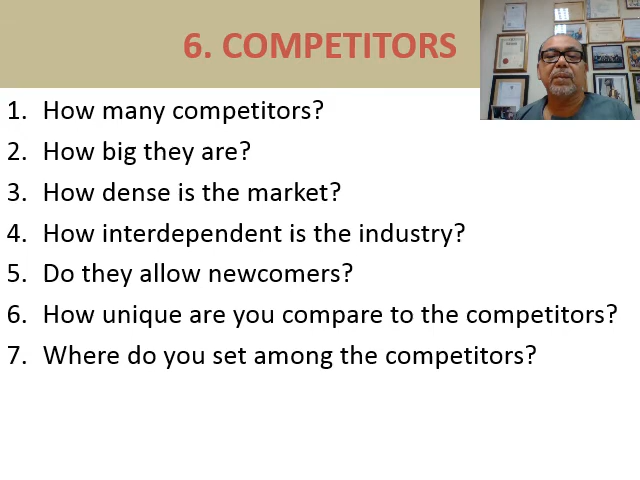 6. COMPETITORS
1. How many competitors?
2. How big they are?
3. How dense is the market?
4. How interdependent is the industry?
5. Do they allow newcomers?
6. How unique are you compare to the competitors?
7. Where do you set among the competitors?